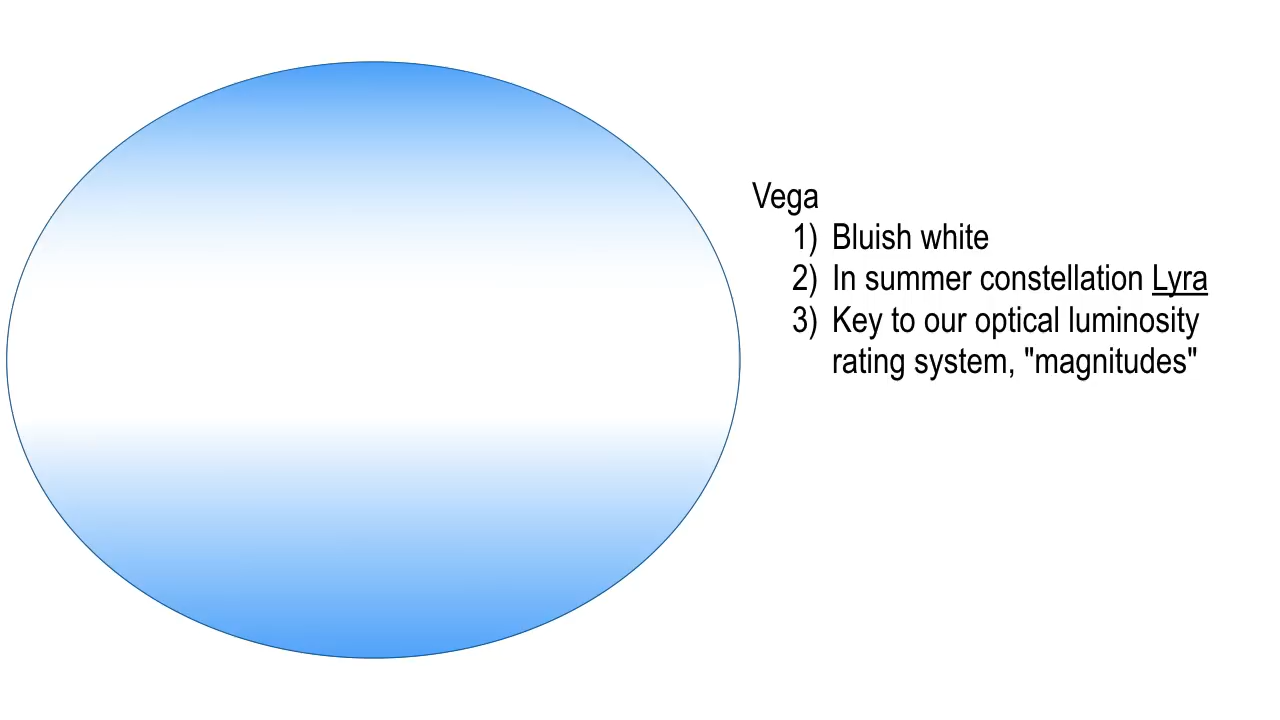 Vega
1) Bluish white
2) In summer constellation Lyra
3) Key to our optical luminosity
rating system, "magnitudes"